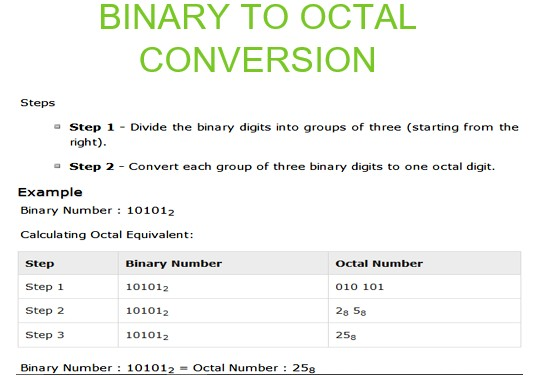 BINARY TO OCTAL
CONVERSION
Steps
Step 1 - Divide the binary digits into groups of three (starting from the
right).
Step 2 - Convert each group of three binary digits to one octal digit.
Example
Binary Number : 10101₂
Calculating Octal Equivalent:
Step Binary Number Octal Number
Step 1 10101₂ 010 101
Step 2 10101₂ 2₈ 5₈
Step 3 10101₂ 25₈
Binary Number : 10101₂ = Octal Number : 25₈